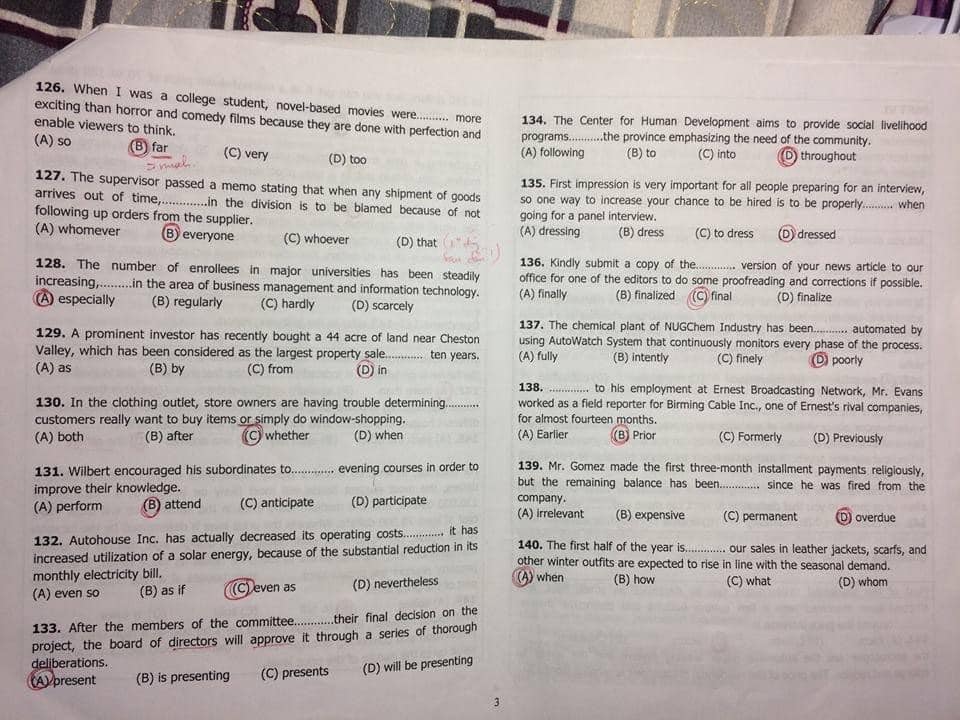 126. When I was a college student, novel-based movies were.......... more
exciting than horror and comedy films because they are done with perfection and
enable viewers to think.
(A) so (B) far (C) very (D) too
127. The supervisor passed a memo stating that when any shipment of goods
arrives out of time,.............in the division is to be blamed because of not
following up orders from the supplier.
(A) whomever (B) everyone (C) whoever (D) that
128. The number of enrollees in major universities has been steadily
increasing,..........in the area of business management and information technology.
(A) especially (B) regularly (C) hardly (D) scarcely
129. A prominent investor has recently bought a 44 acre of land near Cheston
Valley, which has been considered as the largest property sale............ ten years.
(A) as (B) by (C) from (D) in
130. In the clothing outlet, store owners are having trouble determining..........
customers really want to buy items or simply do window-shopping.
(A) both (B) after (C) whether (D) when
131. Wilbert encouraged his subordinates to............. evening courses in order to
improve their knowledge.
(A) perform (B) attend (C) anticipate (D) participate
132. Autohouse Inc. has actually decreased its operating costs............. it has
increased utilization of a solar energy, because of the substantial reduction in its
monthly electricity bill.
(A) even so (B) as if (C) even as (D) nevertheless
133. After the members of the committee............their final decision on the
project, the board of directors will approve it through a series of thorough
deliberations.
(A) present (B) is presenting (C) presents (D) will be presenting
134. The Center for Human Development aims to provide social livelihood
programs...........the province emphasizing the need of the community.
(A) following (B) to (C) into (D) throughout
135. First impression is very important for all people preparing for an interview,
so one way to increase your chance to be hired is to be properly.......... when
going for a panel interview.
(A) dressing (B) dress (C) to dress (D) dressed
136. Kindly submit a copy of the............. version of your news article to our
office for one of the editors to do some proofreading and corrections if possible.
(A) finally (B) finalized (C) final (D) finalize
137. The chemical plant of NUGChem Industry has been........... automated by
using AutoWatch System that continuously monitors every phase of the process.
(A) fully (B) intently (C) finely (D) poorly
138. ............. to his employment at Ernest Broadcasting Network, Mr. Evans
worked as a field reporter for Birming Cable Inc., one of Ernest's rival companies,
for almost fourteen months.
(A) Earlier (B) Prior (C) Formerly (D) Previously
139. Mr. Gomez made the first three-month installment payments religiously,
but the remaining balance has been............. since he was fired from the
company.
(A) irrelevant (B) expensive (C) permanent (D) overdue
140. The first half of the year is............. our sales in leather jackets, scarfs, and
other winter outfits are expected to rise in line with the seasonal demand.
(A) when (B) how (C) what (D) whom
3